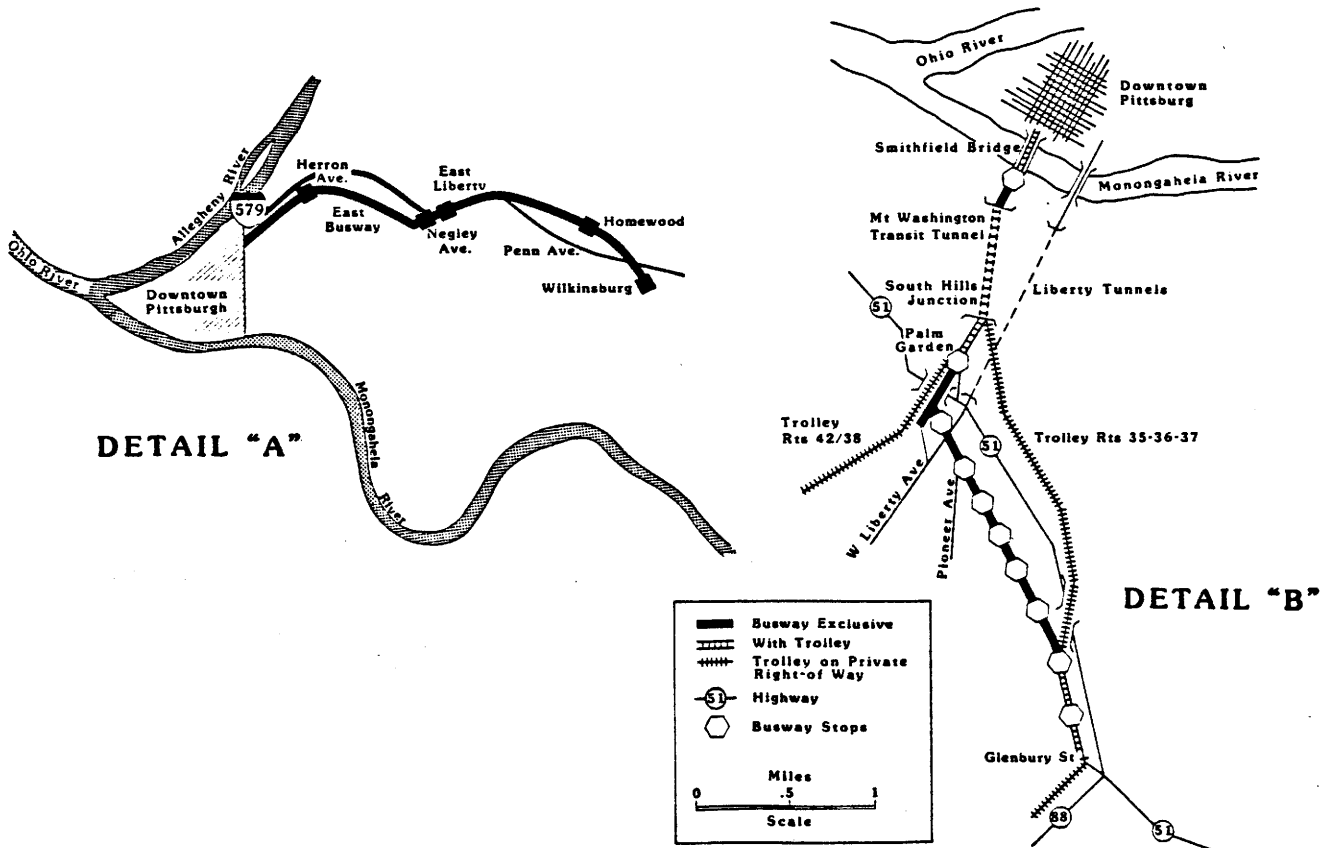 Allegheny River
579
Herron
Ave.
East
Liberty
East
Busway
Negley
Ave.
Penn Ave.
Homewood
Wilkinsburg
Ohio River
Downtown
Pittsburgh
Monongahela
River
DETAIL "A"
Ohio River
Downtown
Pittsburg
Smithfield Bridge
Monongahela River
Mt Washington
Transit Tunnel
South Hills
Junction
Liberty Tunnels
51
Palm
Garden
Trolley
Rts 42/38
51
Trolley Rts 35-36-37
W Liberty Ave
Pioneer Ave
DETAIL "B"
Glenbury St
88
51
Busway Exclusive
With Trolley
Trolley on Private
Right-of Way
51
Highway
Busway Stops
Miles
0 .5 1
Scale